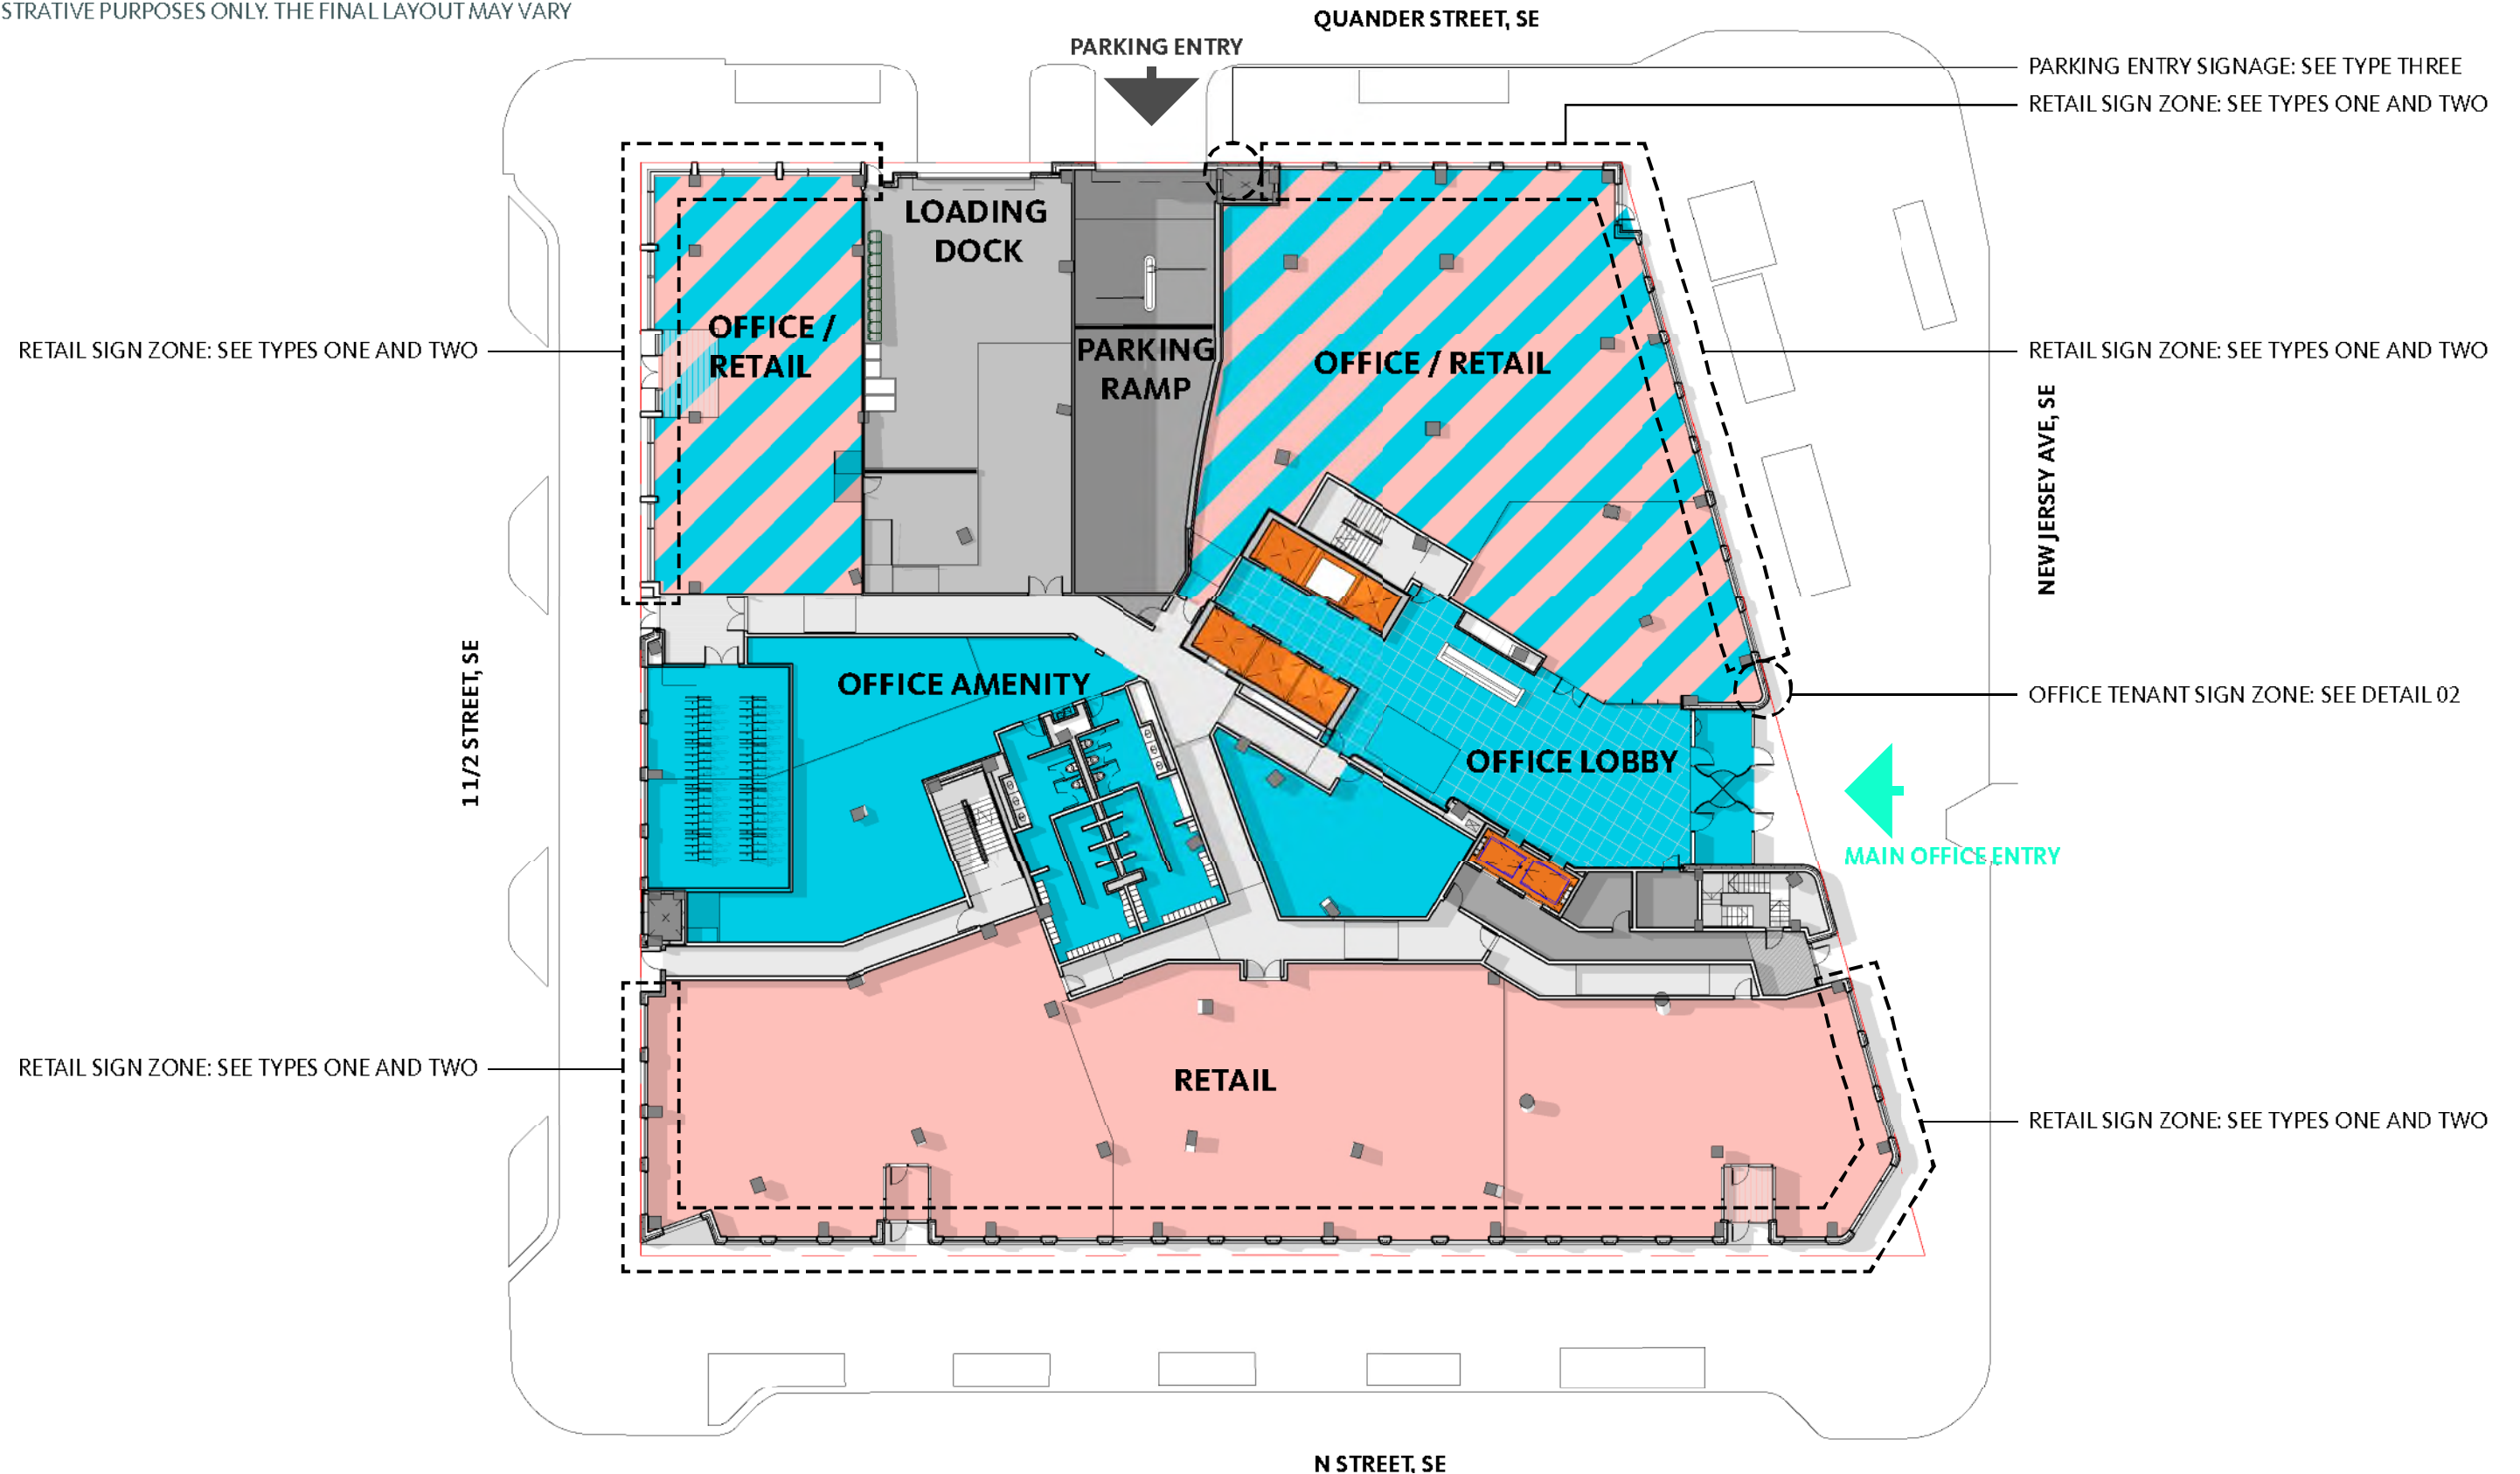 STRATIVE PURPOSES ONLY. THE FINAL LAYOUT MAY VARY
QUANDER STREET, SE
PARKING ENTRY
PARKING ENTRY SIGNAGE: SEE TYPE THREE
RETAIL SIGN ZONE: SEE TYPES ONE AND TWO
LOADING
DOCK
OFFICE /
RETAIL
PARKING
RAMP
OFFICE / RETAIL
RETAIL SIGN ZONE: SEE TYPES ONE AND TWO
RETAIL SIGN ZONE: SEE TYPES ONE AND TWO
NEW JERSEY AVE, SE
1 1/2 STREET, SE
OFFICE AMENITY
OFFICE TENANT SIGN ZONE: SEE DETAIL 02
OFFICE LOBBY
MAIN OFFICE ENTRY
RETAIL SIGN ZONE: SEE TYPES ONE AND TWO
RETAIL
RETAIL SIGN ZONE: SEE TYPES ONE AND TWO
N STREET, SE